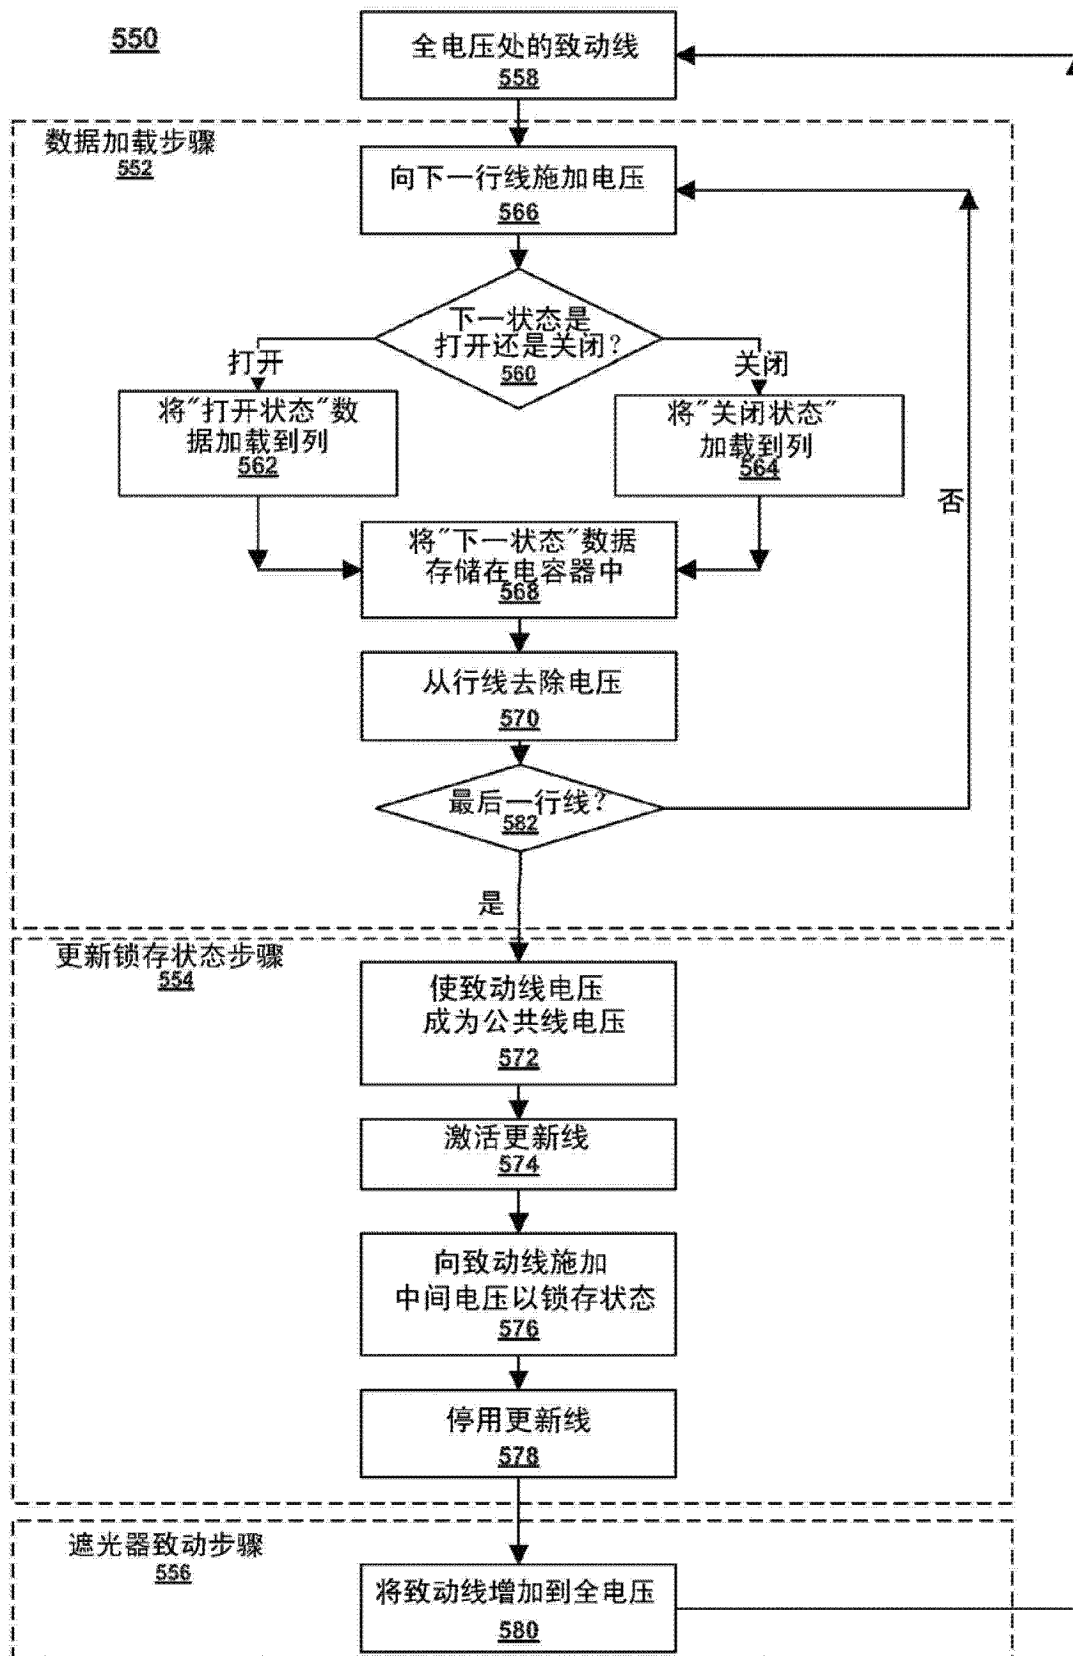 550
全电压处的致动线
558
数据加载步骤
552
向下一行线施加电压
566
下一状态是
打开还是关闭?
560
打开
关闭
将"打开状态"数
据加载到列
562
将"关闭状态"
加载到列
564
否
将"下一状态"数据
存储在电容器中
568
从行线去除电压
570
最后一行线?
582
是
更新锁存状态步骤
554
使致动线电压
成为公共线电压
572
激活更新线
574
向致动线施加
中间电压以锁存状态
576
停用更新线
578
遮光器致动步骤
556
将致动线增加到全电压
580